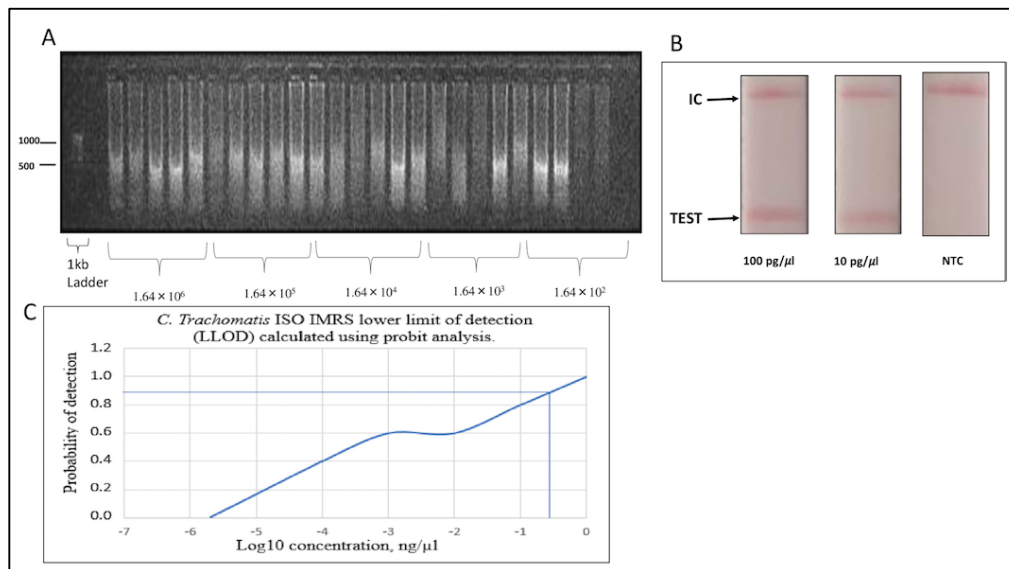 A
1000
500
1kb
Ladder
1.64 × 10⁶
1.64 × 10⁵
1.64 × 10⁴
1.64 × 10³
1.64 × 10²
B
IC
TEST
100 pg/µl
10 pg/µl
NTC
C
C. Trachomatis ISO IMRS lower limit of detection
(LLOD) calculated using probit analysis.
Probability of detection
1.2
1.0
0.8
0.6
0.4
0.2
0.0
-7 -6 -5 -4 -3 -2 -1 0
Log10 concentration, ng/µl